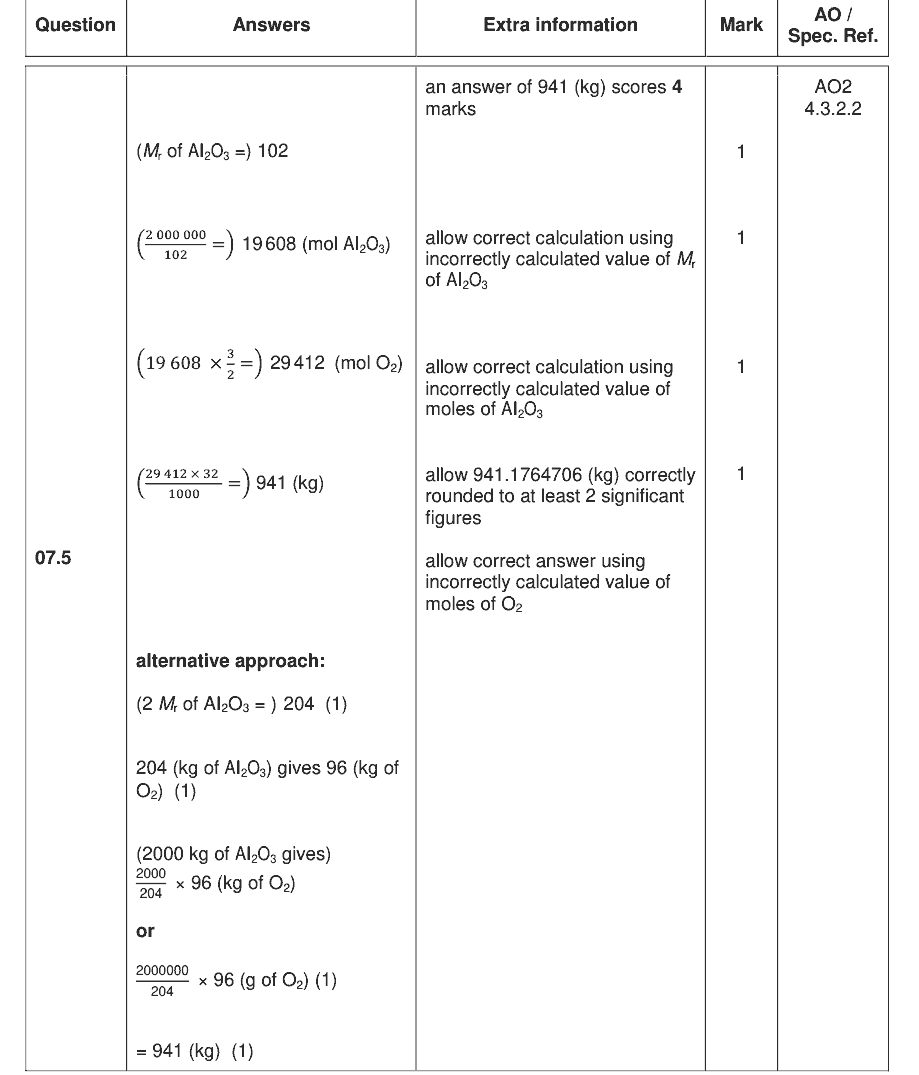 Question Answers Extra information Mark AO /
Spec. Ref.
an answer of 941 (kg) scores 4 AO2
marks 4.3.2.2
(Mᵣ of Al₂O₃ =) 102 1
(2 000 000/102 =) 19 608 (mol Al₂O₃) allow correct calculation using 1
incorrectly calculated value of Mᵣ
of Al₂O₃
(19 608 × 3/2 =) 29 412 (mol O₂) allow correct calculation using 1
incorrectly calculated value of
moles of Al₂O₃
(29 412 × 32/1000 =) 941 (kg) allow 941.1764706 (kg) correctly 1
rounded to at least 2 significant
figures
07.5 allow correct answer using
incorrectly calculated value of
moles of O₂
alternative approach:
(2 Mᵣ of Al₂O₃ = ) 204 (1)
204 (kg of Al₂O₃) gives 96 (kg of
O₂) (1)
(2000 kg of Al₂O₃ gives)
2000/204 × 96 (kg of O₂)
or
2000000/204 × 96 (g of O₂) (1)
= 941 (kg) (1)